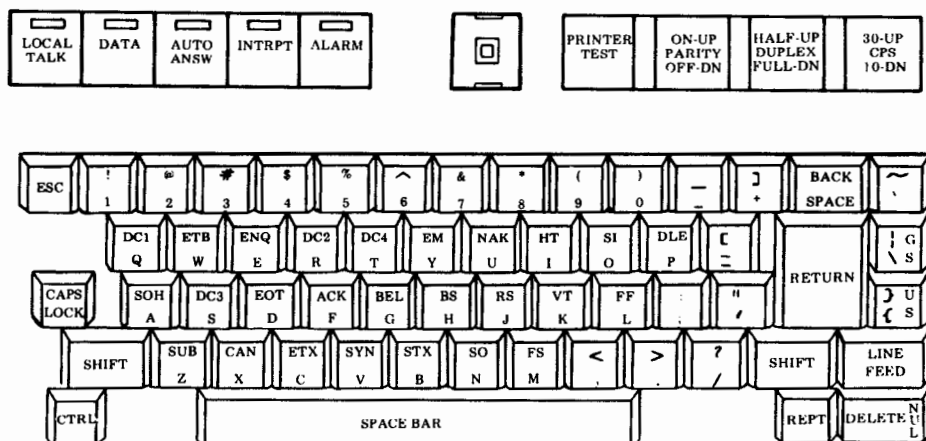 LOCAL TALK
DATA
AUTO ANSW
INTRPT
ALARM
PRINTER TEST
ON-UP PARITY OFF-DN
HALF-UP DUPLEX FULL-DN
30-UP CPS 10-DN
ESC ! 1 @ 2 # 3 $ 4 % 5 ^ 6 & 7 * 8 ( 9 ) 0 _ - ] + BACK SPACE ~ `
DC1 Q ETB W ENQ E DC2 R DC4 T EM Y NAK U HT I SI O DLE P [ = RETURN ¦ \ GS
CAPS LOCK SOH A DC3 S EOT D ACK F BEL G BS H RS J VT K FF L : ; " ' } { US
SHIFT SUB Z CAN X ETX C SYN V STX B SO N FS M < , > . ? / SHIFT LINE FEED
CTRL SPACE BAR REPT DELETE NUL